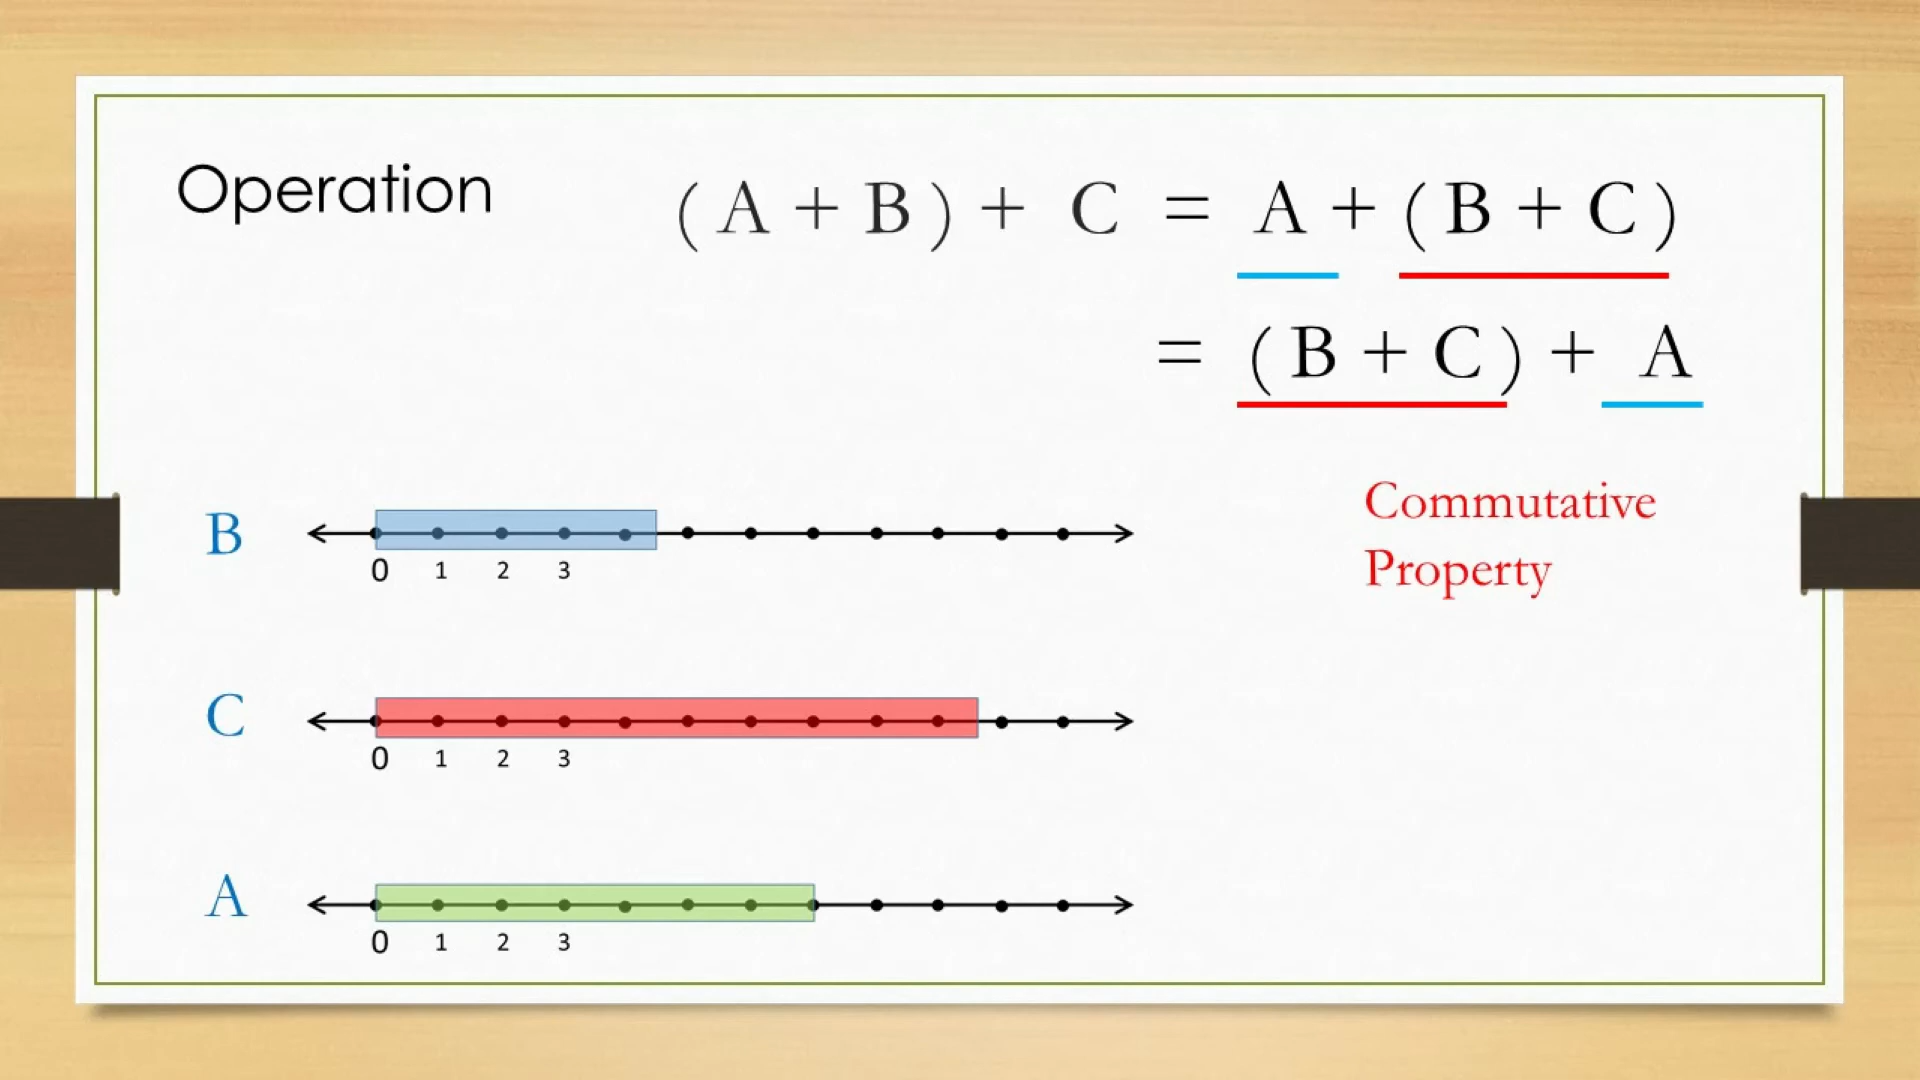 Operation
( A + B ) + C = A + ( B + C )
= ( B + C ) + A
Commutative
Property
B
0 1 2 3
C
0 1 2 3
A
0 1 2 3